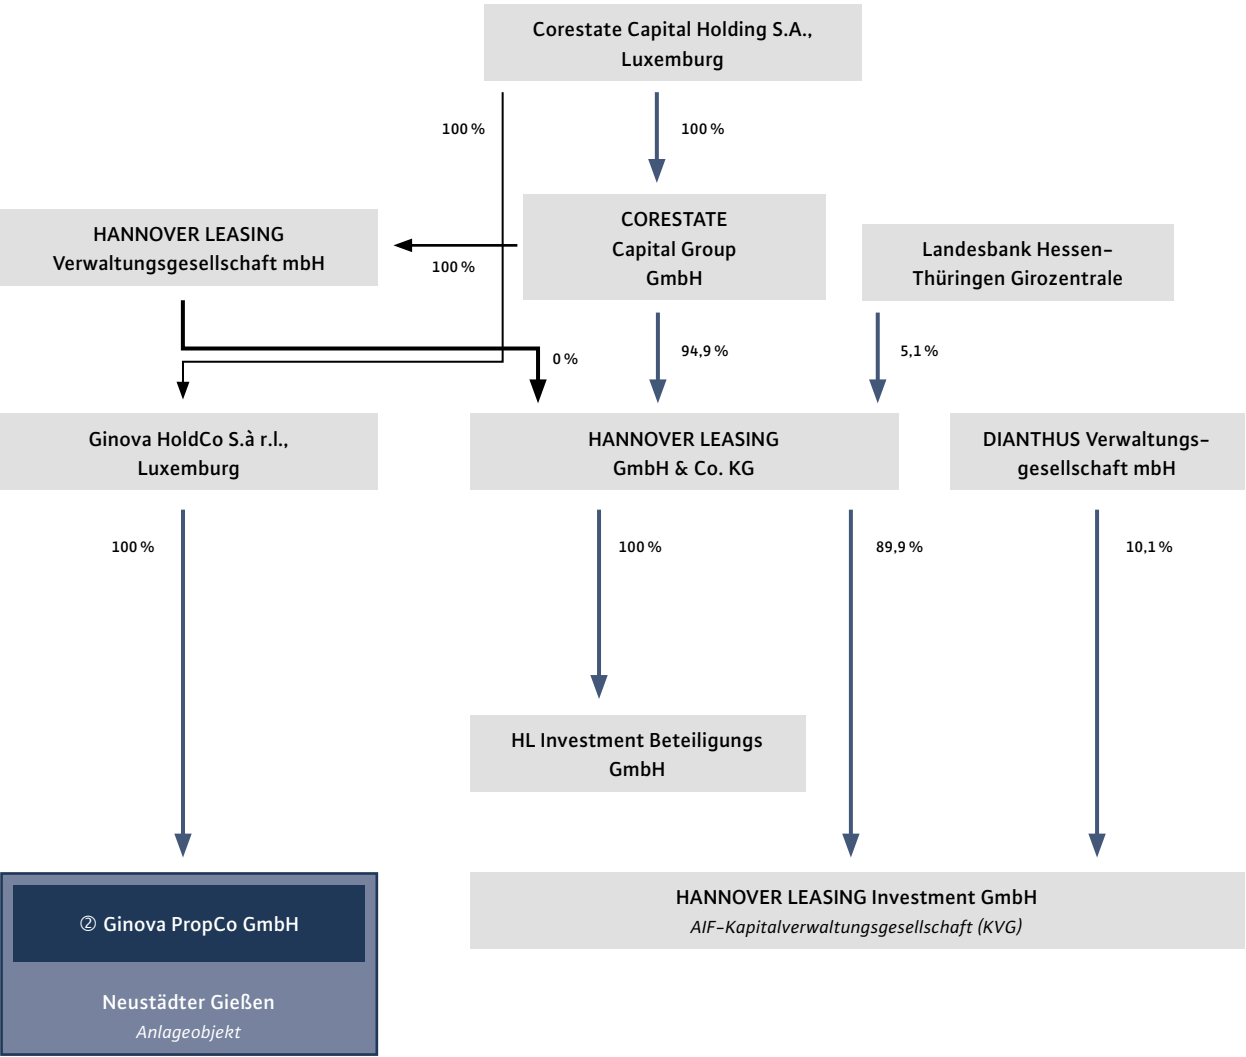 Corestate Capital Holding S.A.,
Luxemburg
100 %
100 %
HANNOVER LEASING
Verwaltungsgesellschaft mbH
100 %
CORESTATE
Capital Group
GmbH
Landesbank Hessen-
Thüringen Girozentrale
0 %
94,9 %
5,1 %
Ginova HoldCo S.à r.l.,
Luxemburg
HANNOVER LEASING
GmbH & Co. KG
DIANTHUS Verwaltungs-
gesellschaft mbH
100 %
100 %
89,9 %
10,1 %
HL Investment Beteiligungs
GmbH
② Ginova PropCo GmbH
Neustädter Gießen
Anlageobjekt
HANNOVER LEASING Investment GmbH
AIF-Kapitalverwaltungsgesellschaft (KVG)